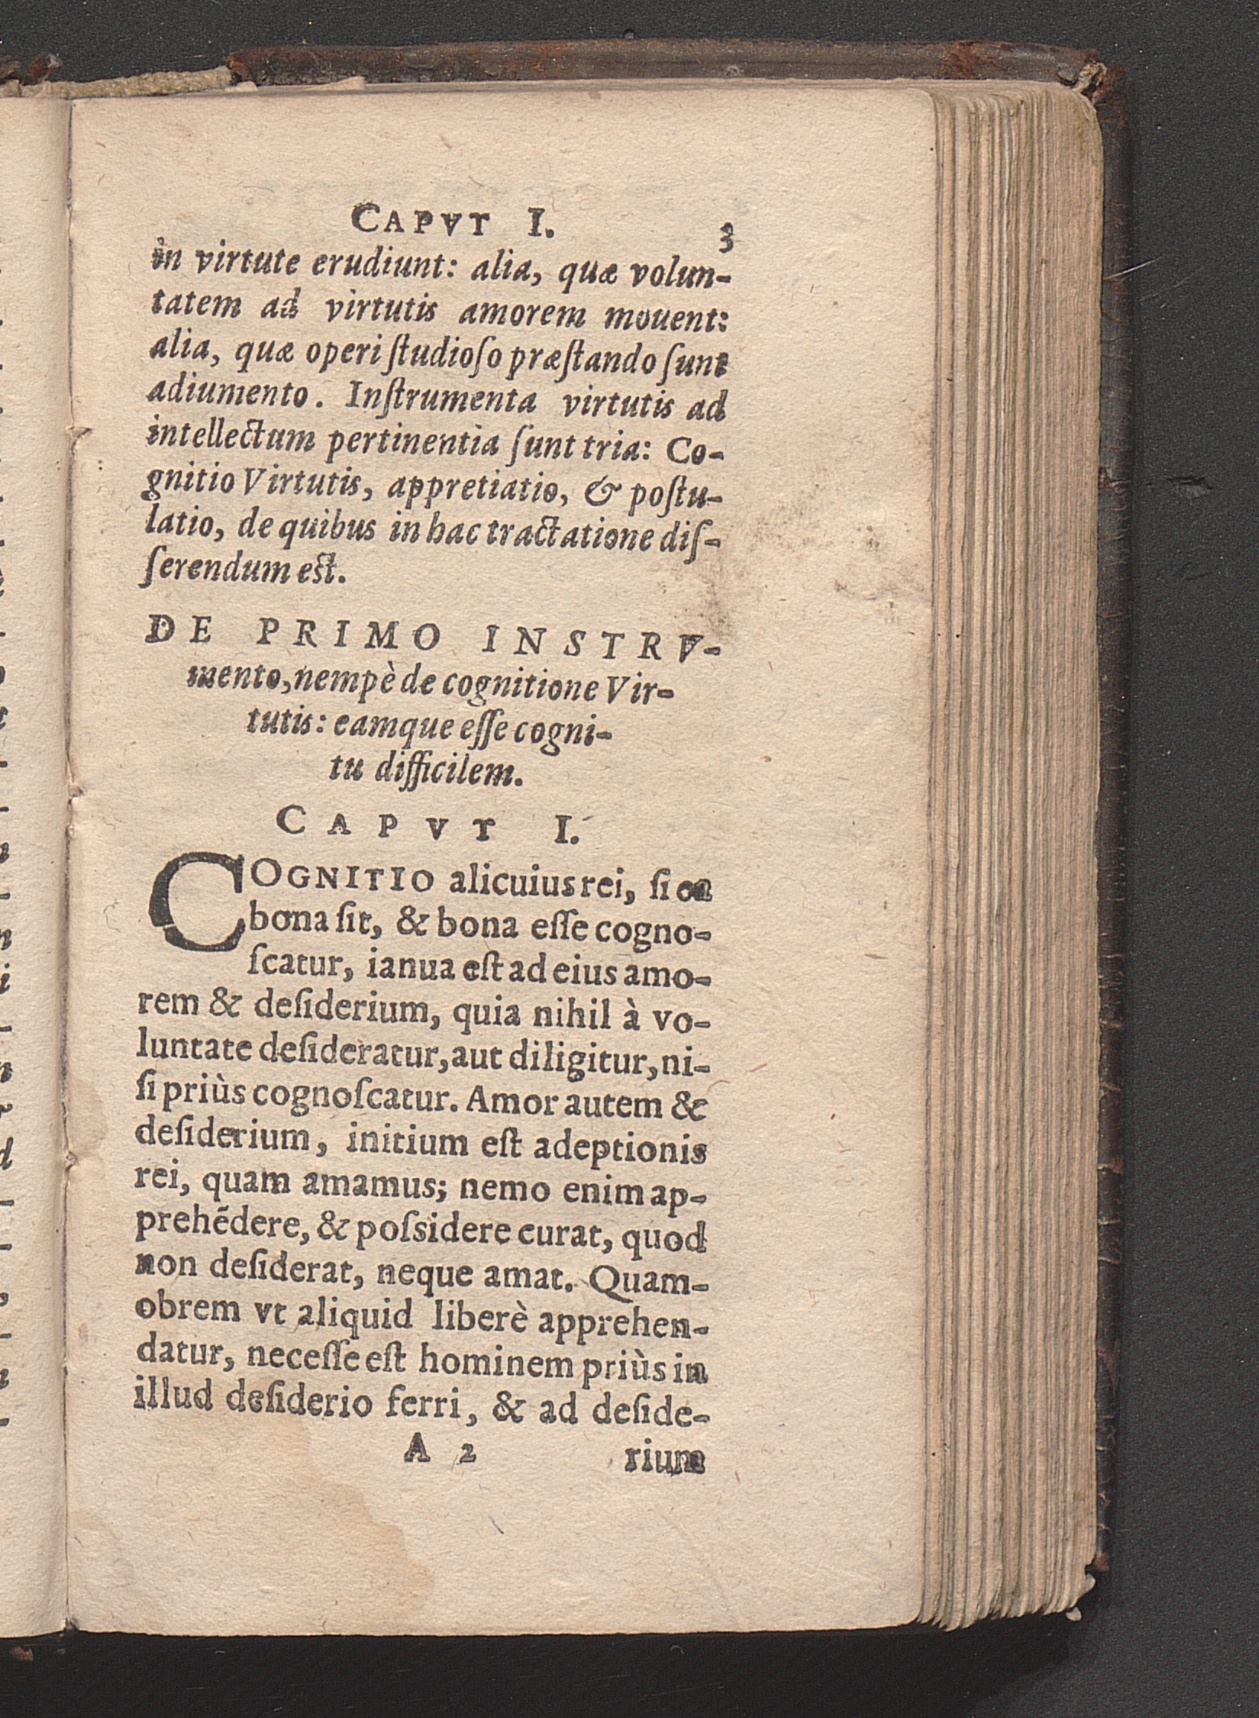 CAPVT I. 3
in virtute erudiunt: alia, quæ volun-
tatem ad virtutis amorem mouent:
alia, quæ operi ſtudioſo præſtando ſunt
adiumento. Inſtrumenta virtutis ad
intellectum pertinentia ſunt tria: Co-
gnitio Virtutis, appretiatio, & poſtu-
latio, de quibus in hac tractatione diſ-
ſerendum eſt.
DE PRIMO INSTRV-
mento, nempè de cognitione Vir-
tutis: eamque eſſe cogni-
tu difficilem.
CAPVT I.
COGNITIO alicuius rei, ſi ea
bona ſit, & bona eſſe cogno-
ſcatur, ianua eſt ad eius amo-
rem & deſiderium, quia nihil à vo-
luntate deſideratur, aut diligitur, ni-
ſi priùs cognoſcatur. Amor autem &
deſiderium, initium eſt adeptionis
rei, quam amamus; nemo enim ap-
prehēdere, & poſsidere curat, quod
non deſiderat, neque amat. Quam-
obrem vt aliquid liberè apprehen-
datur, neceſſe eſt hominem priùs in
illud deſiderio ferri, & ad deſide-
A 2 rium